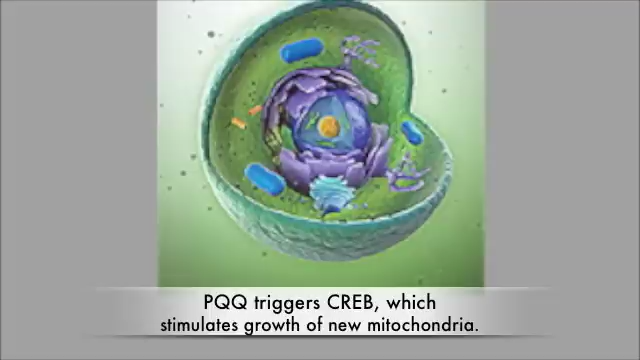 PQQ triggers CREB, which
stimulates growth of new mitochondria.